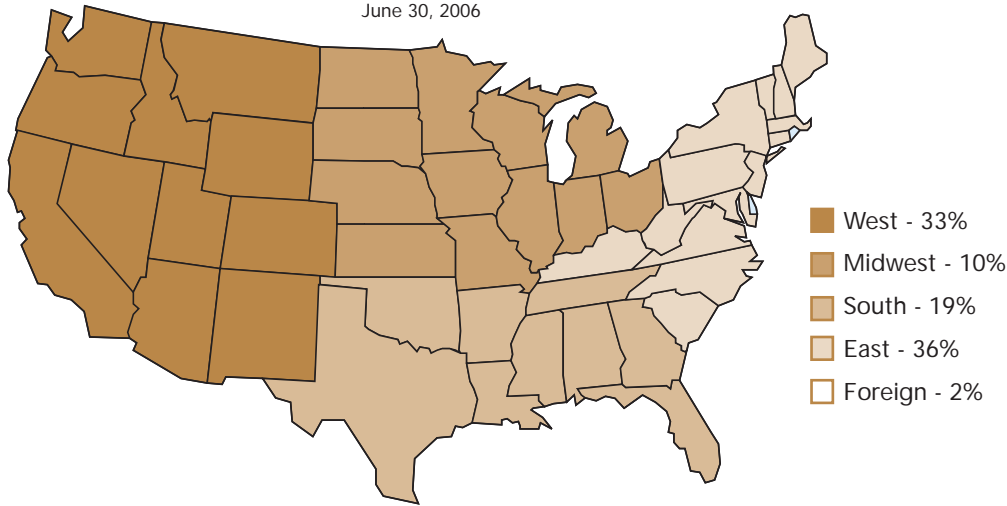 June 30, 2006
West - 33%
Midwest - 10%
South - 19%
East - 36%
Foreign - 2%